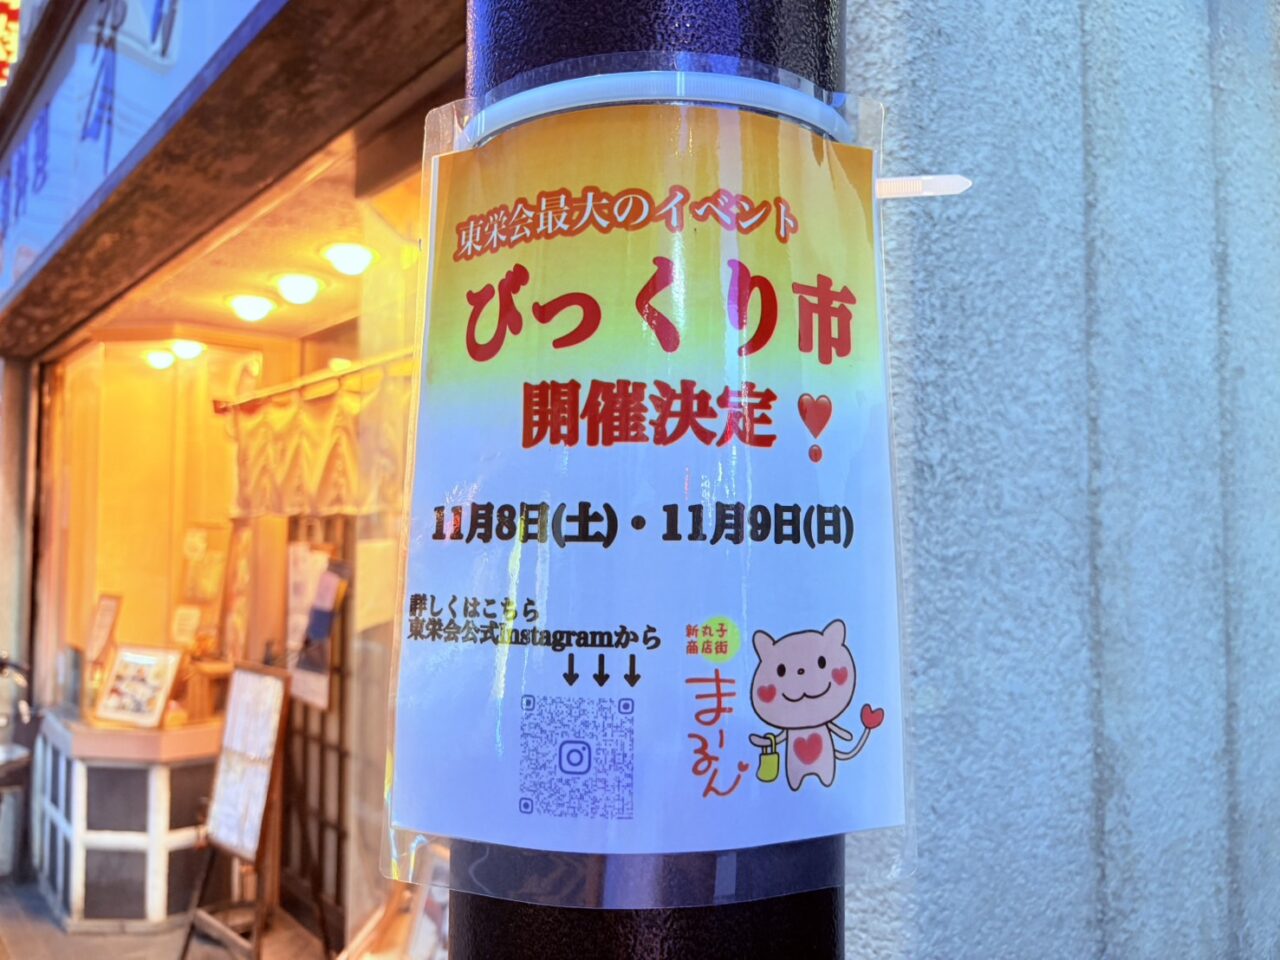 東栄会最大のイベント
びっくり市
開催決定❣
11月8日(土)・11月9日(日)
詳しくはこちら
東栄会公式Instagramから
↓↓↓
新丸子
商店街
まるん